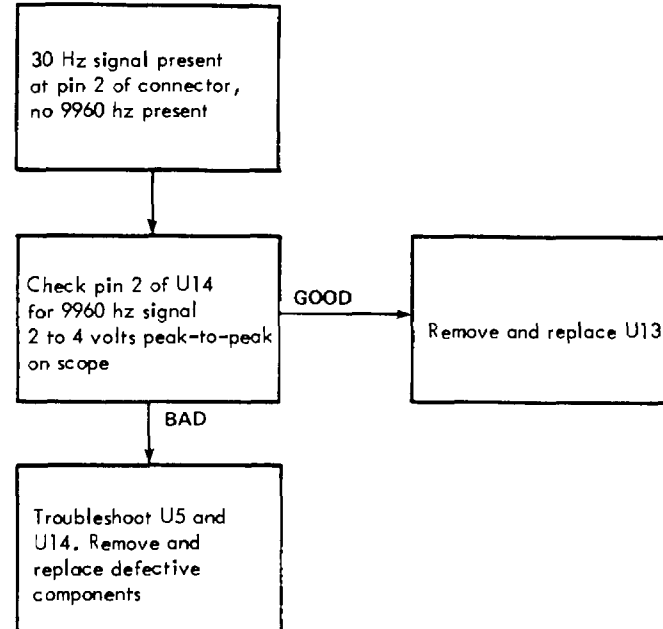 30 Hz signal present
at pin 2 of connector,
no 9960 hz present
Check pin 2 of U14
for 9960 hz signal
2 to 4 volts peak-to-peak
on scope
GOOD
Remove and replace U13
BAD
Troubleshoot U5 and
U14. Remove and
replace defective
components